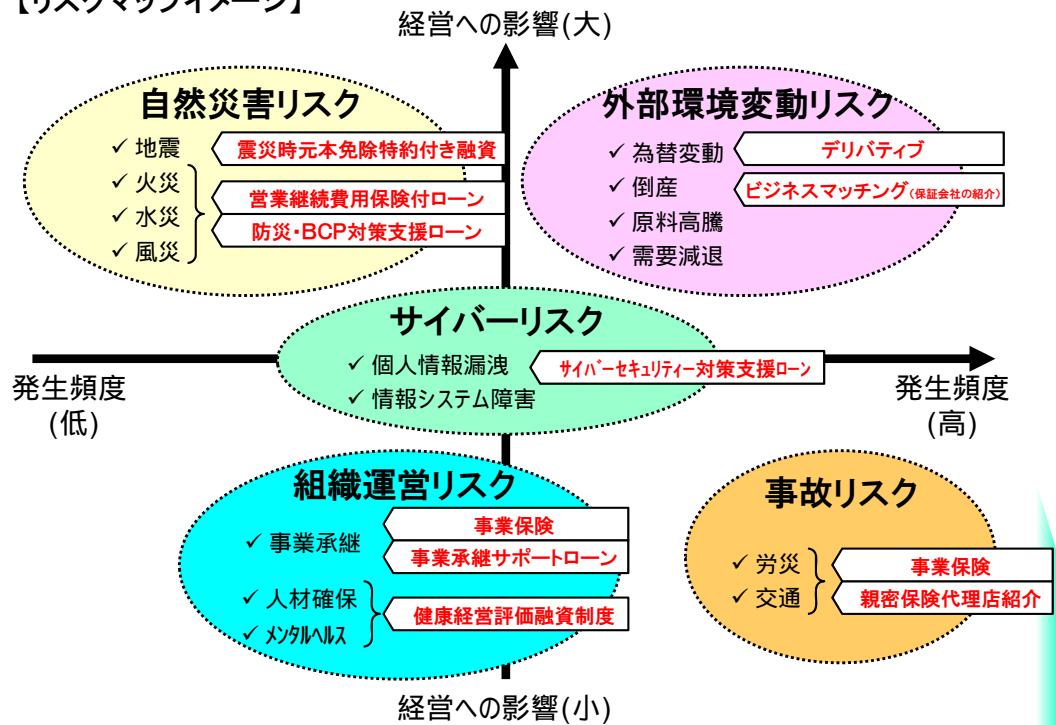 【リスクマップイメージ】
経営への影響(大)
自然災害リスク
✓ 地震
震災時元本免除特約付き融資
✓ 火災
✓ 水災
✓ 風災
営業継続費用保険付ローン
防災・BCP対策支援ローン
外部環境変動リスク
✓ 為替変動
デリバティブ
✓ 倒産
ビジネスマッチング(保証会社の紹介)
✓ 原料高騰
✓ 需要減退
サイバーリスク
✓ 個人情報漏洩
サイバーセキュリティー対策支援ローン
✓ 情報システム障害
発生頻度
(低)
発生頻度
(高)
組織運営リスク
✓ 事業承継
事業保険
事業承継サポートローン
✓ 人材確保
✓ メンタルヘルス
健康経営評価融資制度
事故リスク
✓ 労災
✓ 交通
事業保険
親密保険代理店紹介
経営への影響(小)